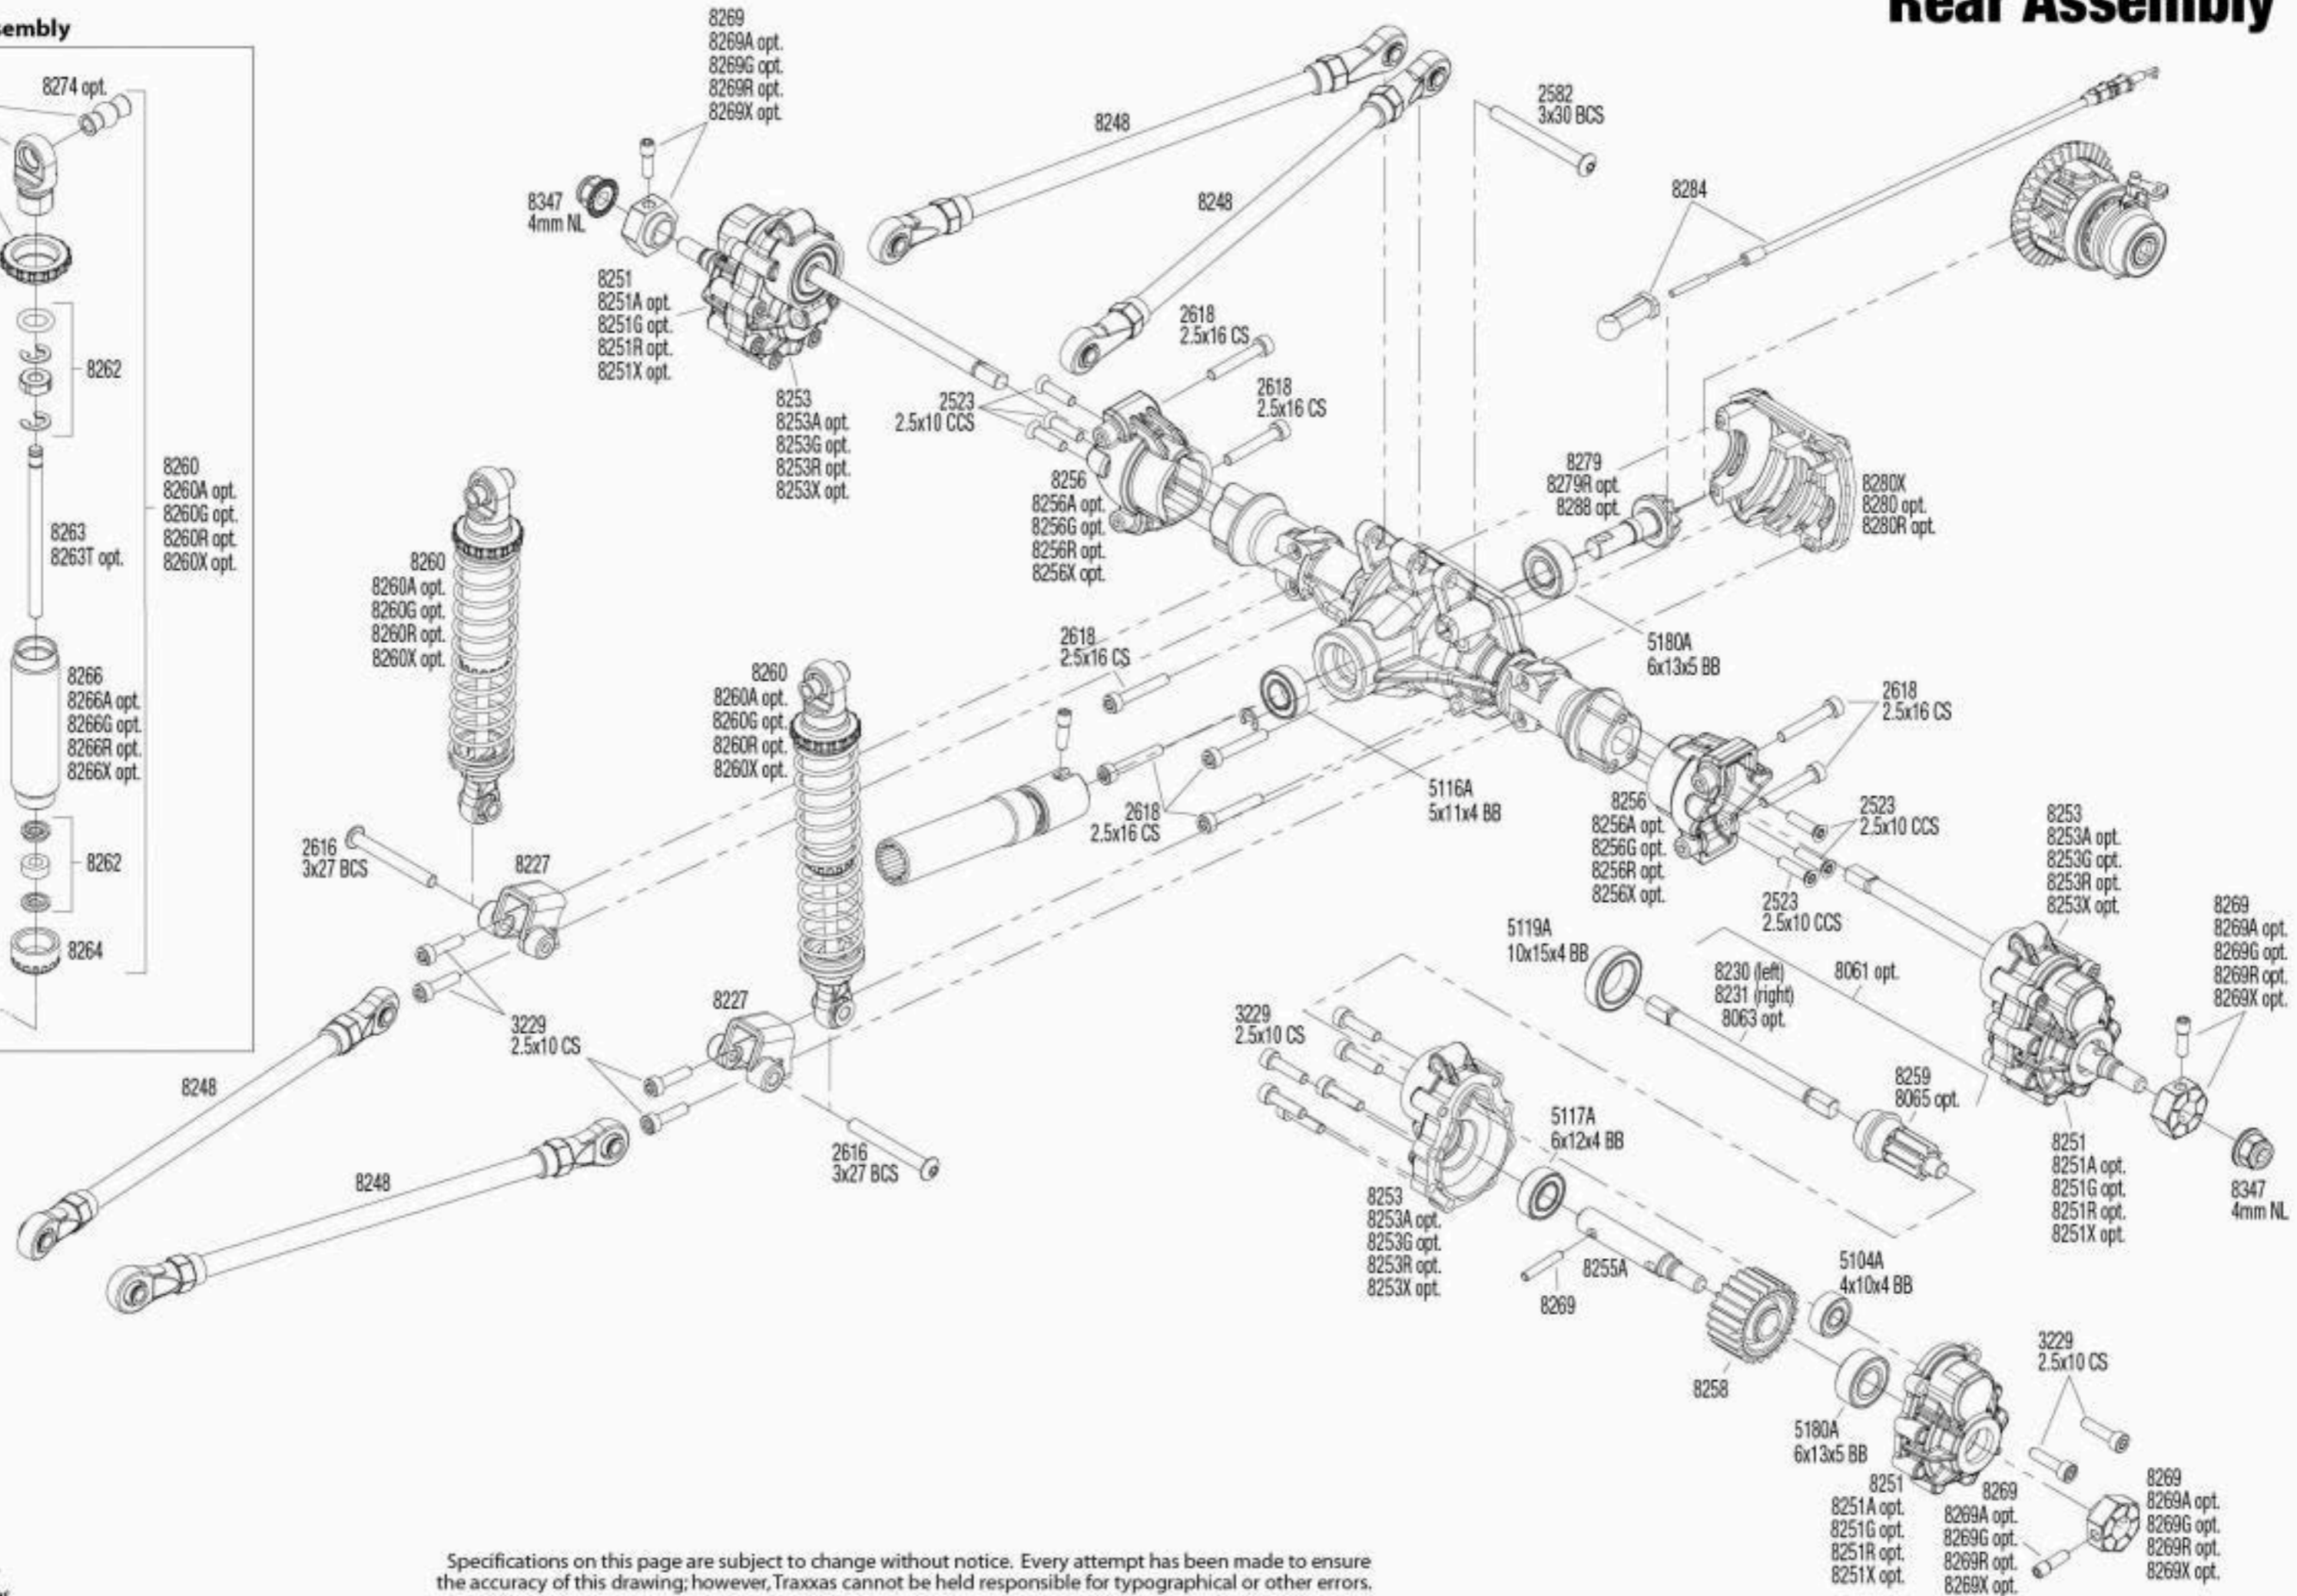 Rear Assembly
8274 opt.
8262
8263
8263T opt.
8260
8260A opt.
8260G opt.
8260R opt.
8260X opt.
8266
8266A opt.
8266G opt.
8266R opt.
8266X opt.
8262
8264
8269
8269A opt.
8269G opt.
8269R opt.
8269X opt.
8347
4mm NL
8251
8251A opt.
8251G opt.
8251R opt.
8251X opt.
8253
8253A opt.
8253G opt.
8253R opt.
8253X opt.
8248
8248
2582
3x30 BCS
8284
2618
2.5x16 CS
2618
2.5x16 CS
2523
2.5x10 CCS
8256
8256A opt.
8256G opt.
8256R opt.
8256X opt.
8279
8279R opt.
8288 opt.
8280X
8280 opt.
8280R opt.
8260
8260A opt.
8260G opt.
8260R opt.
8260X opt.
8260
8260A opt.
8260G opt.
8260R opt.
8260X opt.
2618
2.5x16 CS
5180A
6x13x5 BB
5116A
5x11x4 BB
2618
2.5x16 CS
2618
2.5x16 CS
8256
8256A opt.
8256G opt.
8256R opt.
8256X opt.
2523
2.5x10 CCS
2523
2.5x10 CCS
2616
3x27 BCS
8227
8227
3229
2.5x10 CS
8248
8248
2616
3x27 BCS
8253
8253A opt.
8253G opt.
8253R opt.
8253X opt.
8269
8269A opt.
8269G opt.
8269R opt.
8269X opt.
5119A
10x15x4 BB
8230 (left)
8231 (right)
8063 opt.
8061 opt.
3229
2.5x10 CS
8259
8065 opt.
5117A
6x12x4 BB
8251
8251A opt.
8251G opt.
8251R opt.
8251X opt.
8347
4mm NL
8253
8253A opt.
8253G opt.
8253R opt.
8253X opt.
8255A
8269
5104A
4x10x4 BB
8258
3229
2.5x10 CS
5180A
6x13x5 BB
8251
8251A opt.
8251G opt.
8251R opt.
8251X opt.
8269
8269A opt.
8269G opt.
8269R opt.
8269X opt.
8269
8269A opt.
8269G opt.
8269R opt.
8269X opt.
Specifications on this page are subject to change without notice. Every attempt has been made to ensure
the accuracy of this drawing; however, Traxxas cannot be held responsible for typographical or other errors.